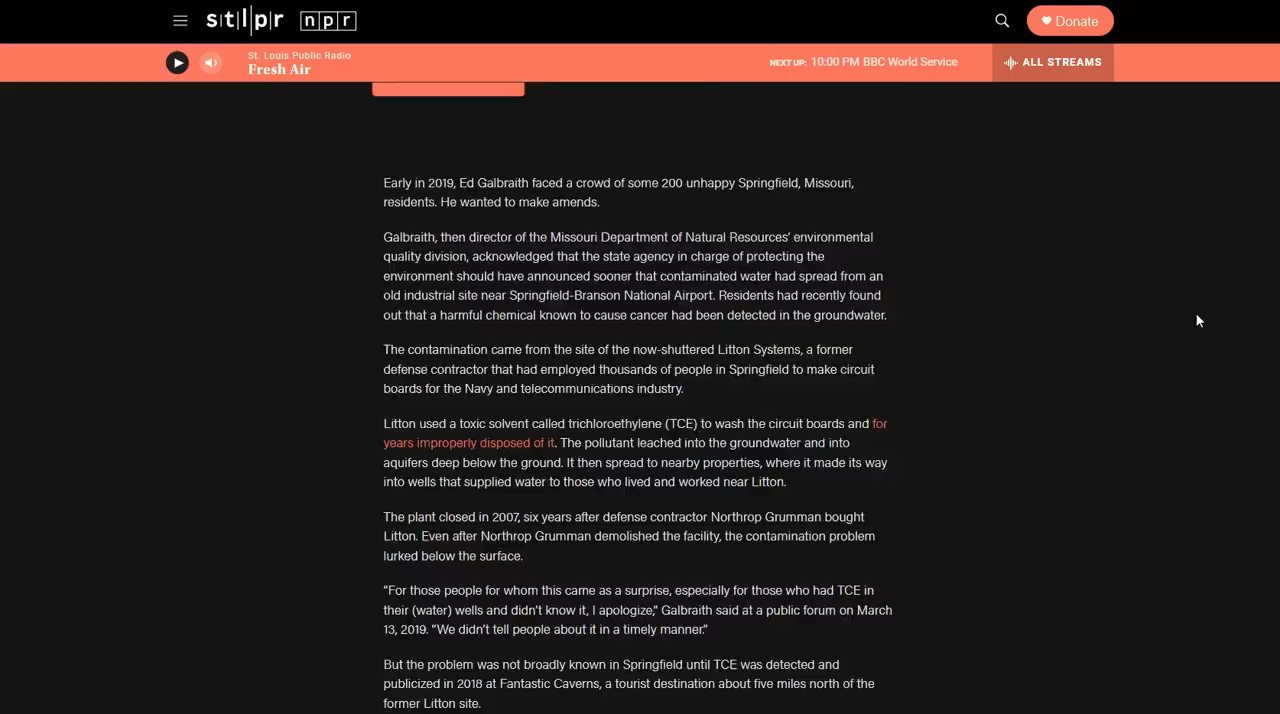 stlpr npr
Donate
St. Louis Public Radio
Fresh Air
NEXT UP: 10:00 PM BBC World Service
ALL STREAMS
Early in 2019, Ed Galbraith faced a crowd of some 200 unhappy Springfield, Missouri,
residents. He wanted to make amends.
Galbraith, then director of the Missouri Department of Natural Resources’ environmental
quality division, acknowledged that the state agency in charge of protecting the
environment should have announced sooner that contaminated water had spread from an
old industrial site near Springfield-Branson National Airport. Residents had recently found
out that a harmful chemical known to cause cancer had been detected in the groundwater.
The contamination came from the site of the now-shuttered Litton Systems, a former
defense contractor that had employed thousands of people in Springfield to make circuit
boards for the Navy and telecommunications industry.
Litton used a toxic solvent called trichloroethylene (TCE) to wash the circuit boards and for
years improperly disposed of it. The pollutant leached into the groundwater and into
aquifers deep below the ground. It then spread to nearby properties, where it made its way
into wells that supplied water to those who lived and worked near Litton.
The plant closed in 2007, six years after defense contractor Northrop Grumman bought
Litton. Even after Northrop Grumman demolished the facility, the contamination problem
lurked below the surface.
“For those people for whom this came as a surprise, especially for those who had TCE in
their (water) wells and didn’t know it, I apologize,” Galbraith said at a public forum on March
13, 2019. “We didn’t tell people about it in a timely manner.”
But the problem was not broadly known in Springfield until TCE was detected and
publicized in 2018 at Fantastic Caverns, a tourist destination about five miles north of the
former Litton site.